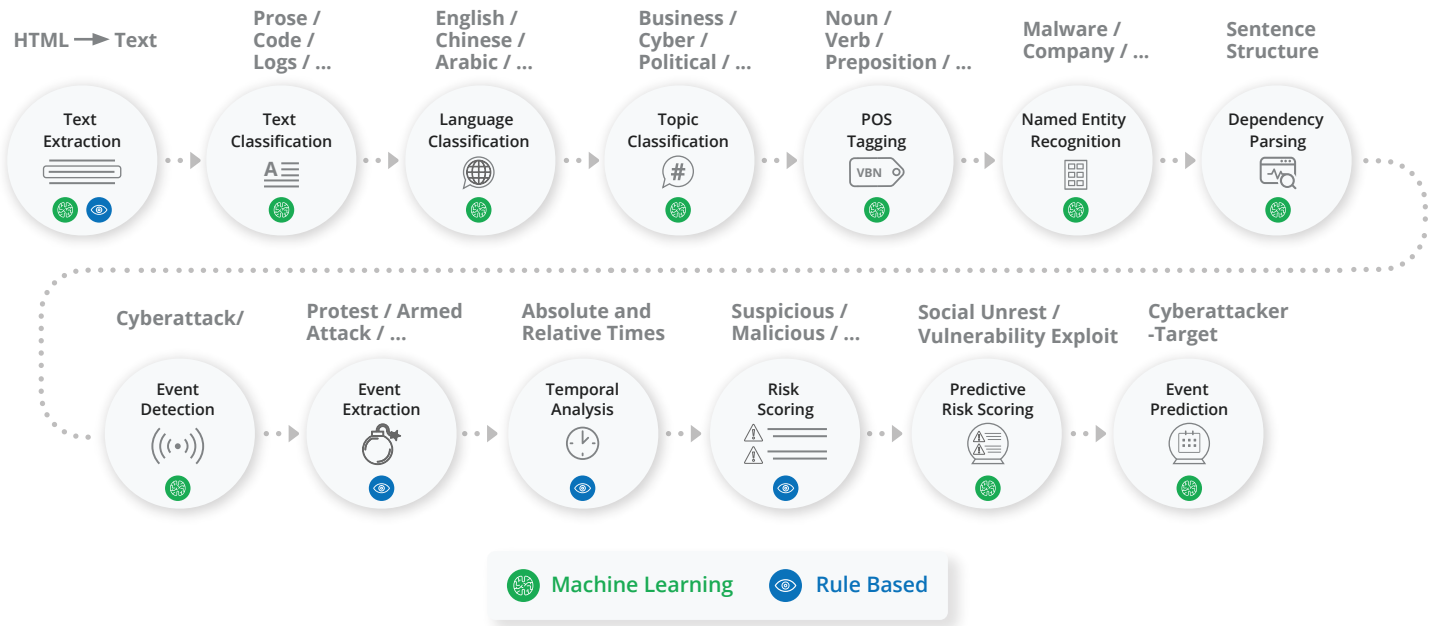 HTML → Text
Prose /
Code /
Logs / ...
English /
Chinese /
Arabic / ...
Business /
Cyber /
Political / ...
Noun /
Verb /
Preposition / ...
Malware /
Company / ...
Sentence
Structure
Text
Extraction
Text
Classification
A
Language
Classification
Topic
Classification
#
POS
Tagging
VBN
Named Entity
Recognition
Dependency
Parsing
Cyberattack/
Protest / Armed
Attack / ...
Absolute and
Relative Times
Suspicious /
Malicious / ...
Social Unrest /
Vulnerability Exploit
Cyberattacker
-Target
Event
Detection
Event
Extraction
Temporal
Analysis
Risk
Scoring
Predictive
Risk Scoring
Event
Prediction
Machine Learning
Rule Based